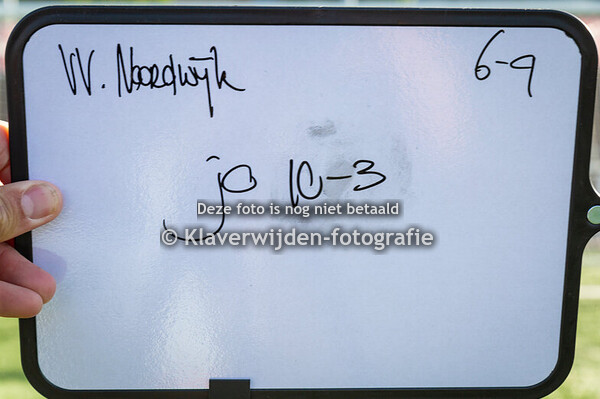 VV. Noordwijk
6-9
jo 10-3
Deze foto is nog niet betaald
© Klaverwijden-fotografie